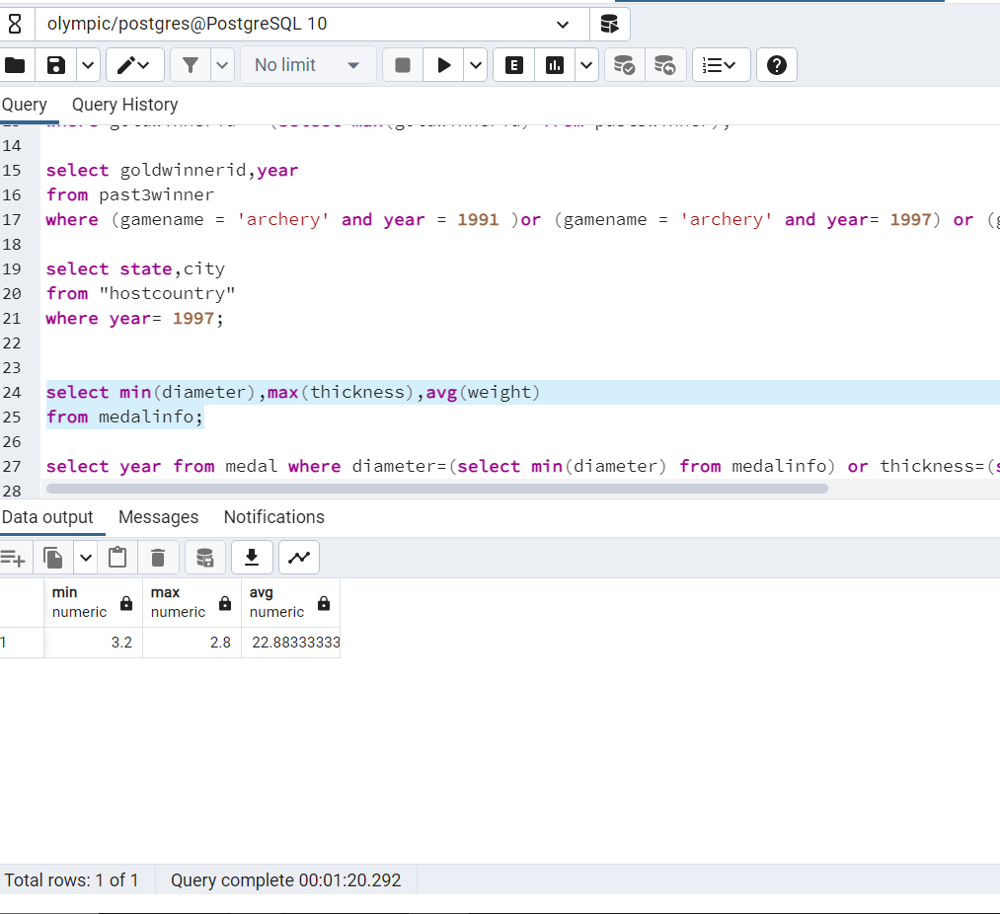 olympic/postgres@PostgreSQL 10
No limit
E
Query Query History
14
15 select goldwinnerid,year
16 from past3winner
17 where (gamename = 'archery' and year = 1991 )or (gamename = 'archery' and year= 1997) or (
18
19 select state,city
20 from "hostcountry"
21 where year= 1997;
22
23
24 select min(diameter),max(thickness),avg(weight)
25 from medalinfo;
26
27 select year from medal where diameter=(select min(diameter) from medalinfo) or thickness=(
28
Data output Messages Notifications
min max avg
numeric numeric numeric
1 3.2 2.8 22.88333333
Total rows: 1 of 1 Query complete 00:01:20.292